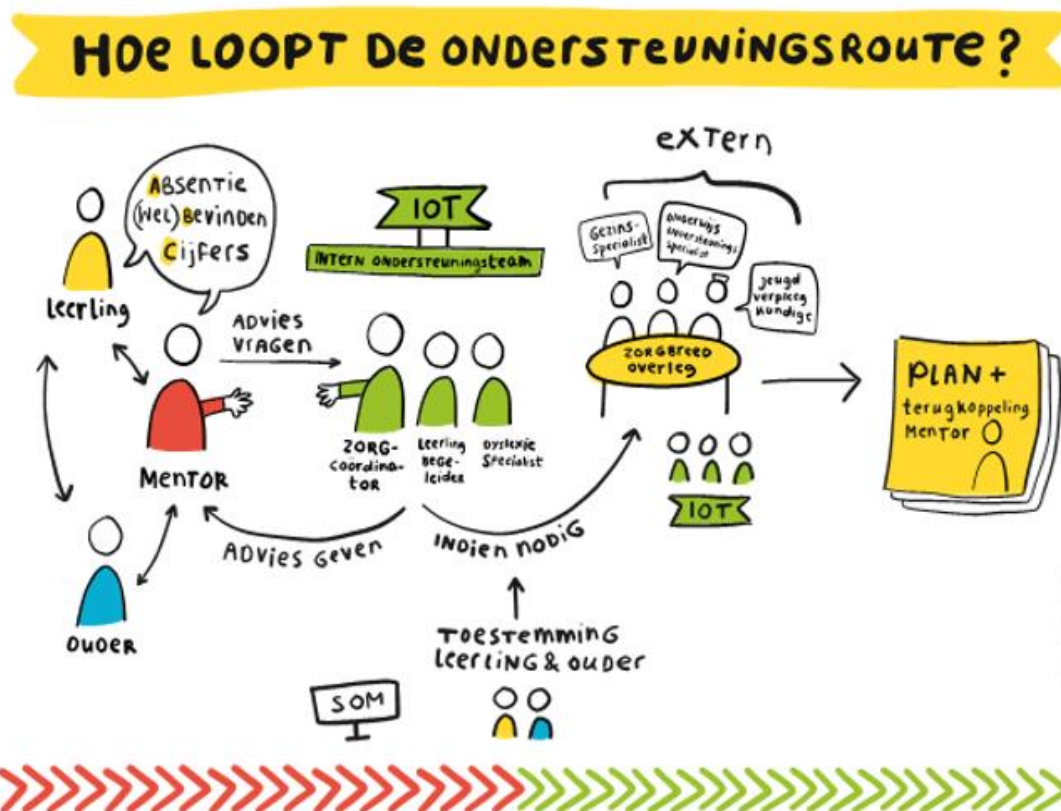 HOE LOOPT DE ONDERSTEUNINGSROUTE?
ABSENTIE
(WEL) BEVINDEN
CIJFERS
LEERLING
MENTOR
OUDER
ADVIES
VRAGEN
IOT
INTERN ONDERSTEUNINGSTEAM
ZORG-
COÖRDINA-
TOR
LEERLING
BEGE-
LEIDER
DYSLEXIE
SPECIALIST
ADVIES GEVEN
INDIEN NODIG
TOESTEMMING
LEERLING & OUDER
SOM
EXTERN
GEZINS-
SPECIALIST
ONDERWIJS
ONDERSTEUNINGS
SPECIALIST
JEUGD
VERPLEEG
KUNDIGE
ZORGBREED
OVERLEG
IOT
PLAN +
terugkoppeling
MENTOR